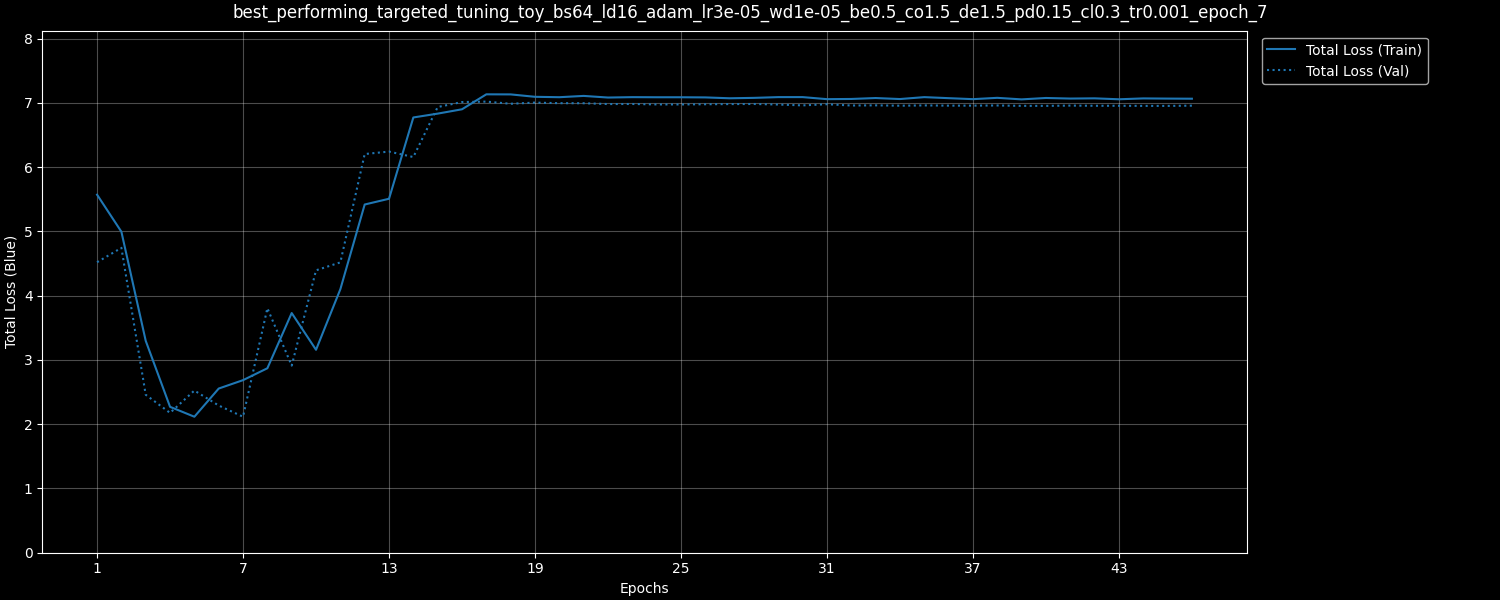 best_performing_targeted_tuning_toy_bs64_ld16_adam_lr3e-05_wd1e-05_be0.5_co1.5_de1.5_pd0.15_cl0.3_tr0.001_epoch_7
Total Loss (Train)
Total Loss (Val)
8
7
6
5
4
3
2
1
0
Total Loss (Blue)
1 7 13 19 25 31 37 43
Epochs